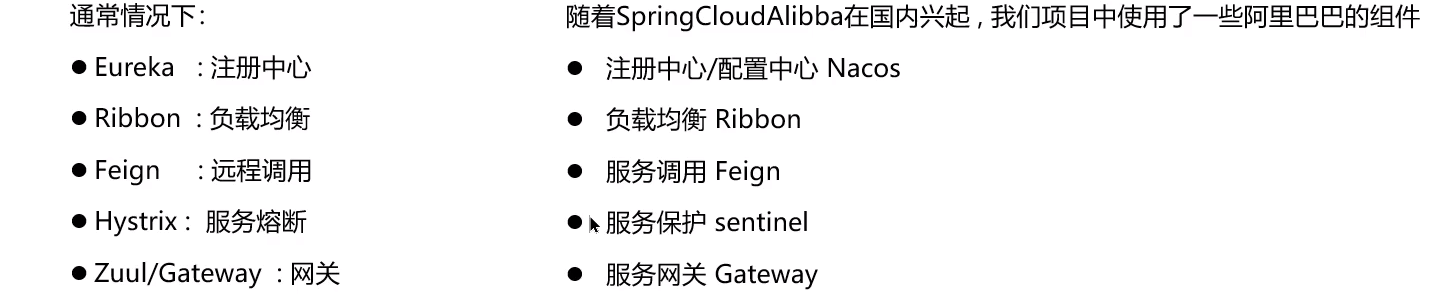 通常情况下：
● Eureka ：注册中心
● Ribbon ：负载均衡
● Feign ：远程调用
● Hystrix：服务熔断
● Zuul/Gateway ：网关
随着SpringCloudAlibba在国内兴起，我们项目中使用了一些阿里巴巴的组件
● 注册中心/配置中心 Nacos
● 负载均衡 Ribbon
● 服务调用 Feign
● 服务保护 sentinel
● 服务网关 Gateway